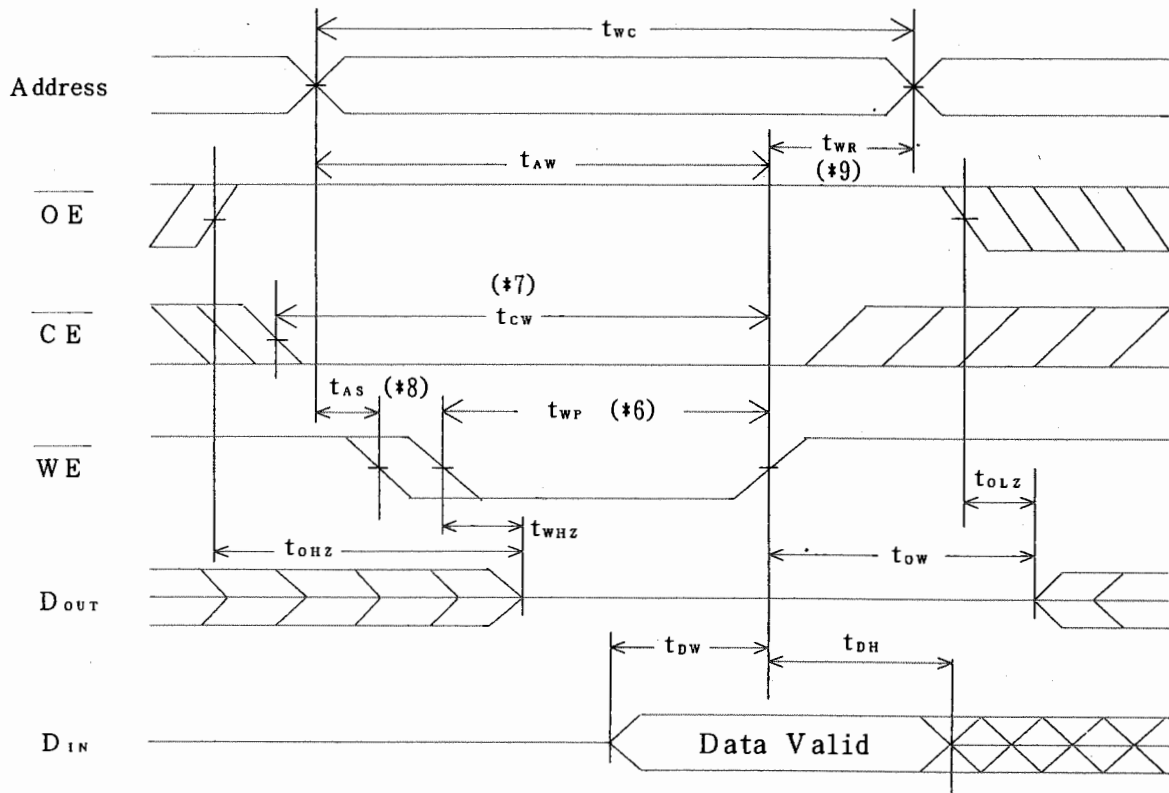 tWC
Address
tAW
tWR
(*9)
OE
(*7)
CE
tCW
tAS (*8)
tWP (*6)
WE
tOLZ
tWHZ
tOHZ
tOW
DOUT
tDW
tDH
DIN
Data Valid